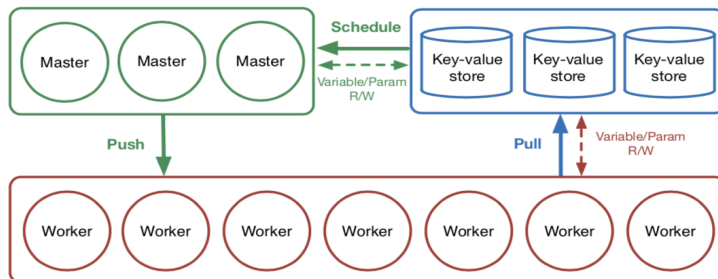 Schedule
Master
Master
Master
Variable/Param
R/W
Key-value
store
Key-value
store
Key-value
store
Push
Pull
Variable/Param
R/W
Worker
Worker
Worker
Worker
Worker
Worker
Worker